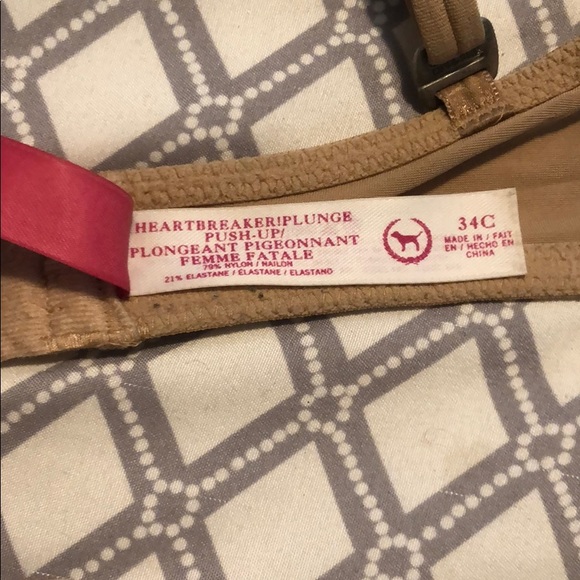 HEARTBREAKER!PLUNGE
PUSH-UP/
PLONGEANT PIGEONNANT
FEMME FATALE
79% NYLON / NAILON
21% ELASTANE / ÉLASTANE / ELASTANO
34C
MADE IN / FAIT
EN / HECHO EN
CHINA